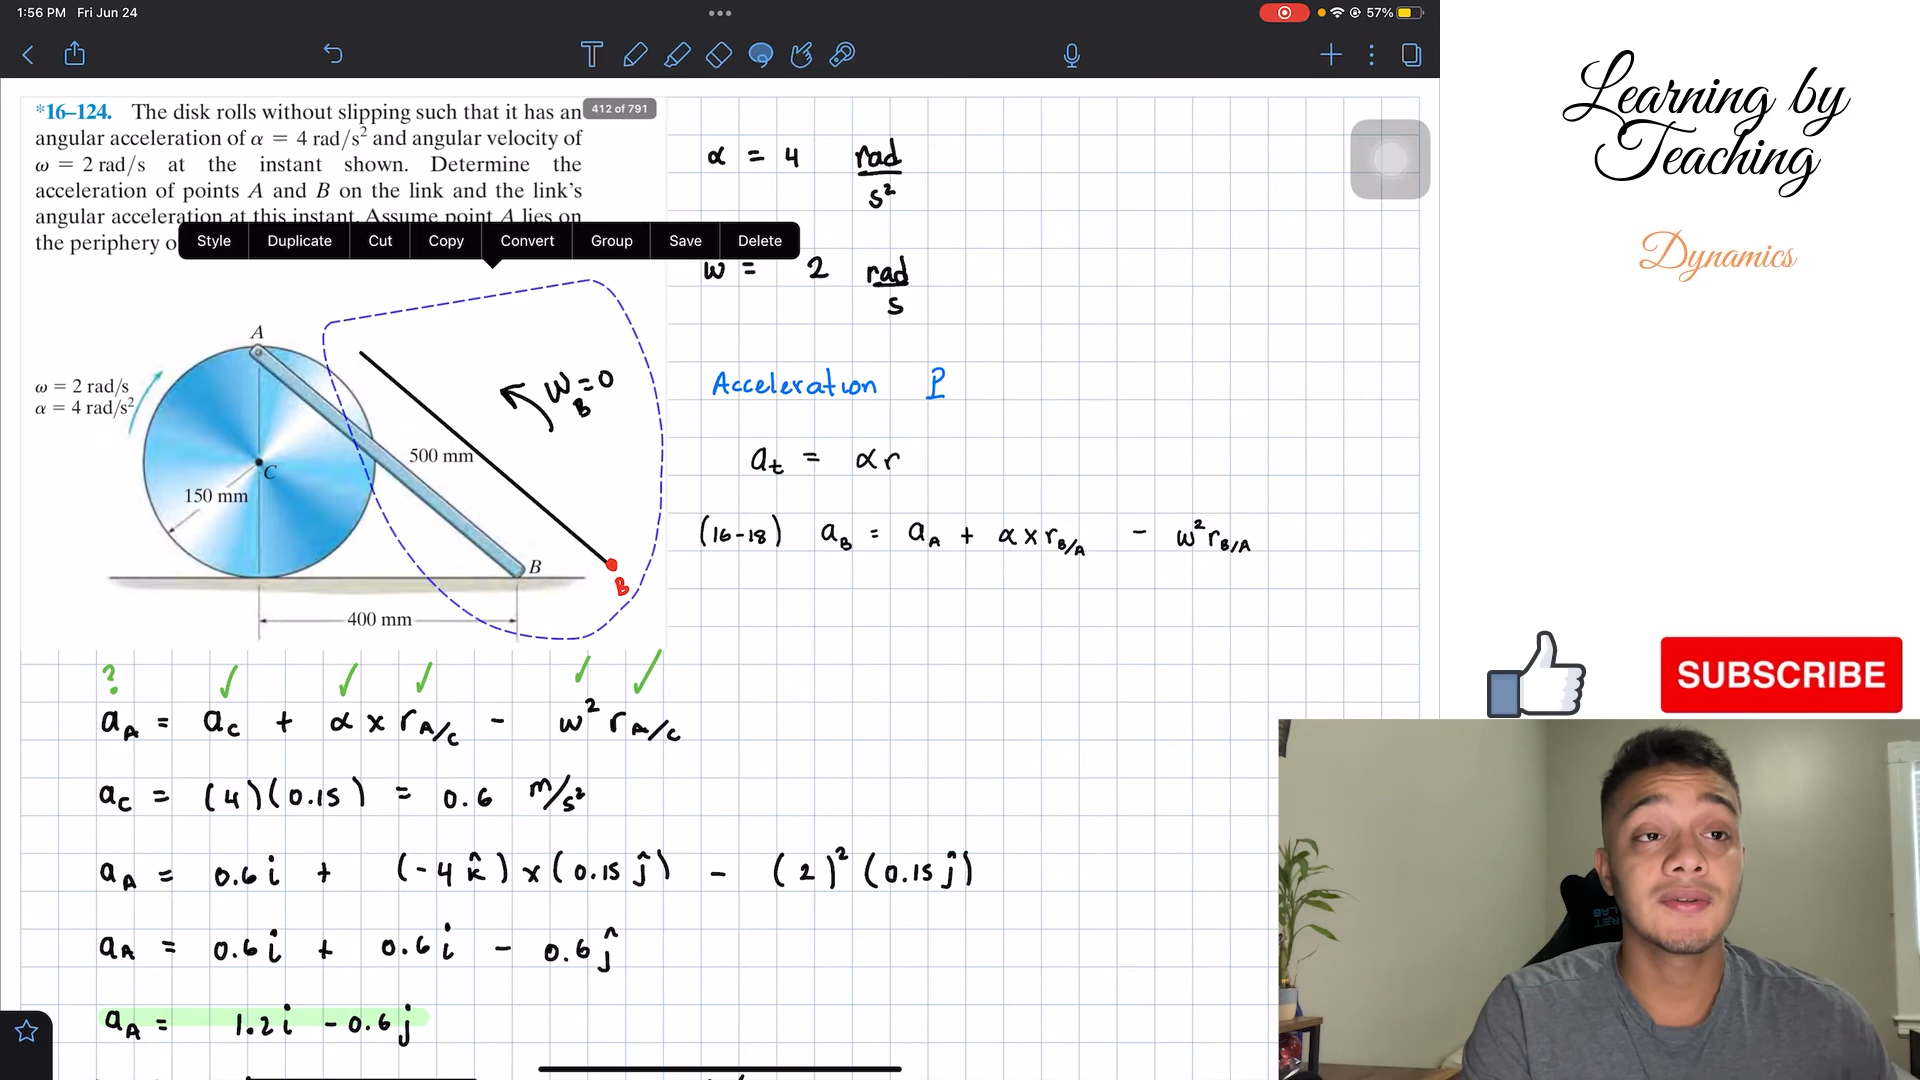 1:56 PM Fri Jun 24
57%
*16–124. The disk rolls without slipping such that it has an
412 of 791
angular acceleration of α = 4 rad/s² and angular velocity of
ω = 2 rad/s at the instant shown. Determine the
acceleration of points A and B on the link and the link's
angular acceleration at this instant. Assume point A lies on
the periphery o
Style Duplicate Cut Copy Convert Group Save Delete
α = 4 rad/s²
ω = 2 rad/s
A
ω = 2 rad/s
α = 4 rad/s²
C
150 mm
500 mm
B
400 mm
W_B = 0
B
Acceleration P
a_t = αr
(16-18) a_B = a_A + α × r_B/A - ω² r_B/A
? ✓ ✓ ✓ ✓ ✓
a_A = a_C + α × r_A/C - ω² r_A/C
a_C = (4)(0.15) = 0.6 m/s²
a_A = 0.6 i + (-4 k̂) × (0.15 ĵ) - (2)² (0.15 ĵ)
a_A = 0.6 i + 0.6 i - 0.6 ĵ
a_A = 1.2 i - 0.6 j
Learning by
Teaching
Dynamics
SUBSCRIBE